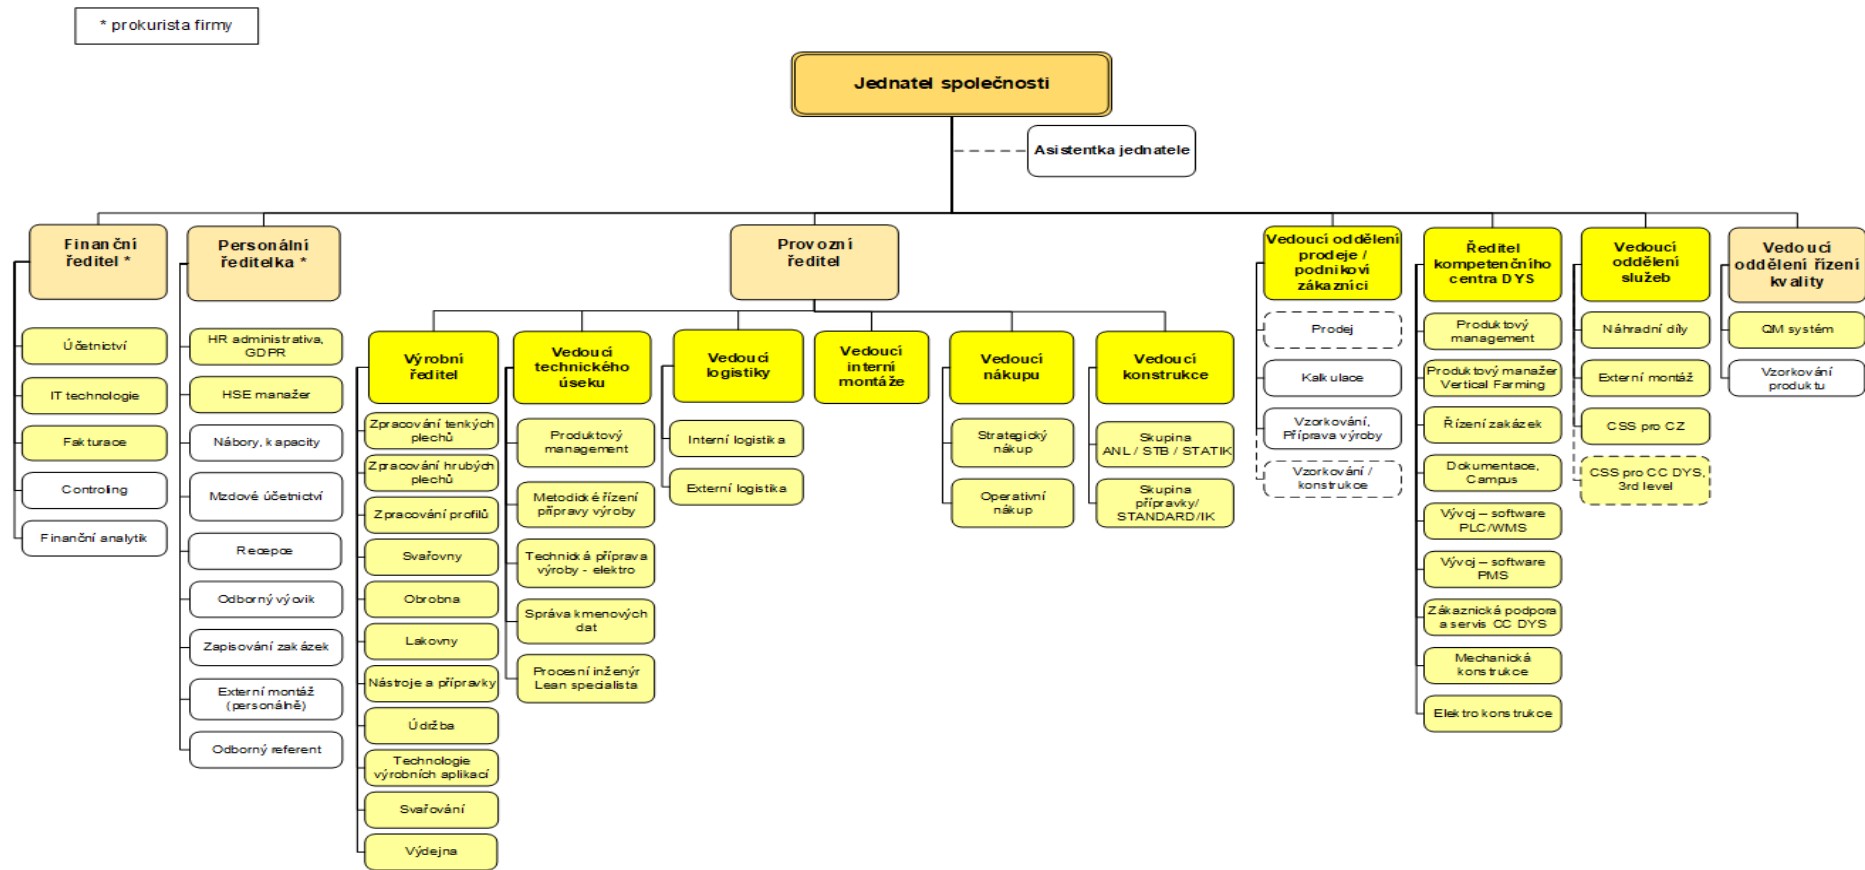 * prokurista firmy
Jednatel společnosti
Asistentka jednatele
Finanční
ředitel *
Účetnictví
IT technologie
Fakturace
Controling
Finanční analytik
Personální
ředitelka *
HR administrativa,
GDPR
HSE manažer
Nábory, kapacity
Mzdové účetnictví
Recepce
Odborný výcvik
Zapisování zakázek
Externí montáž
(personálně)
Odborný referent
Provozní
ředitel
Výrobní
ředitel
Zpracování tenkých
plechů
Zpracování hrubých
plechů
Zpracování profilů
Svařovny
Obrobna
Lakovny
Nástroje a přípravky
Údržba
Technologie
výrobních aplikací
Svařování
Výdejna
Vedoucí
technického
úseku
Produktový
management
Metodické řízení
přípravy výroby
Technická příprava
výroby - elektro
Správa kmenových
dat
Procesní inženýr
Lean specialista
Vedoucí
logistiky
Interní logistika
Externí logistika
Vedoucí
interní
montáže
Vedoucí
nákupu
Strategický
nákup
Operativní
nákup
Vedoucí
konstrukce
Skupina
ANL / STB / STATIK
Skupina
přípravky/
STANDARD/IK
Vedoucí oddělení
prodeje /
podnikoví
zákazníci
Prodej
Kalkulace
Vzorkování,
Příprava výroby
Vzorkování /
konstrukce
Ředitel
kompetenčního
centra DYS
Produktový
management
Produktový manažer
Vertical Farming
Řízení zakázek
Dokumentace,
Campus
Vývoj – software
PLC/WMS
Vývoj – software
PMS
Zákaznická podpora
a servis CC DYS
Mechanická
konstrukce
Elektro konstrukce
Vedoucí
oddělení
služeb
Náhradní díly
Externí montáž
CSS pro CZ
CSS pro CC DYS,
3rd level
Vedoucí
oddělení řízení
kvality
QM systém
Vzorkování
produktu